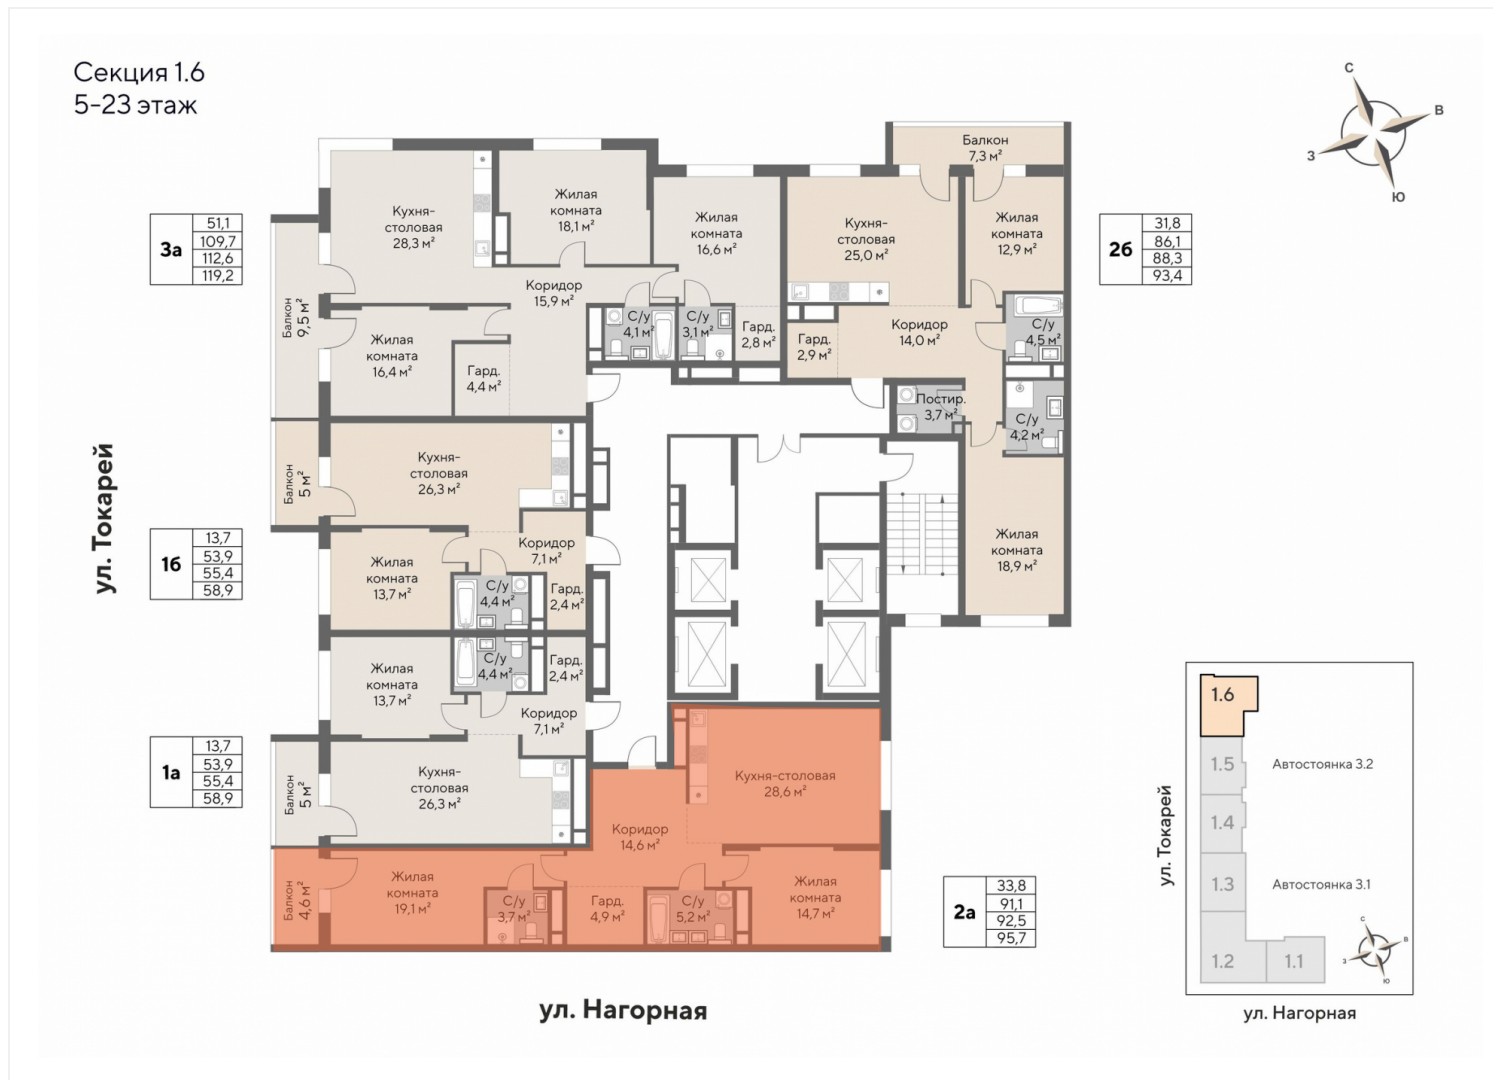 Секция 1.6
5-23 этаж
С
В
З
Ю
Балкон
7,3 м²
Кухня-
столовая
28,3 м²
Жилая
комната
18,1 м²
Жилая
комната
16,6 м²
Кухня-
столовая
25,0 м²
Жилая
комната
12,9 м²
3а
51,1
109,7
112,6
119,2
2б
31,8
86,1
88,3
93,4
Балкон
9,5 м²
Коридор
15,9 м²
Жилая
комната
16,4 м²
Гард.
4,4 м²
С/у
4,1 м²
С/у
3,1 м²
Гард.
2,8 м²
Гард.
2,9 м²
Коридор
14,0 м²
С/у
4,5 м²
Постир.
3,7 м²
С/у
4,2 м²
ул. Токарей
Балкон
5 м²
Кухня-
столовая
26,3 м²
1б
13,7
53,9
55,4
58,9
Жилая
комната
13,7 м²
Коридор
7,1 м²
С/у
4,4 м²
Гард.
2,4 м²
Жилая
комната
18,9 м²
Жилая
комната
13,7 м²
С/у
4,4 м²
Гард.
2,4 м²
Коридор
7,1 м²
1а
13,7
53,9
55,4
58,9
Балкон
5 м²
Кухня-
столовая
26,3 м²
Кухня-столовая
28,6 м²
Коридор
14,6 м²
Балкон
4,6 м²
Жилая
комната
19,1 м²
С/у
3,7 м²
Гард.
4,9 м²
С/у
5,2 м²
Жилая
комната
14,7 м²
2а
33,8
91,1
92,5
95,7
ул. Нагорная
1.6
1.5
Автостоянка 3.2
1.4
ул. Токарей
1.3
Автостоянка 3.1
1.2
1.1
С
В
З
Ю
ул. Нагорная